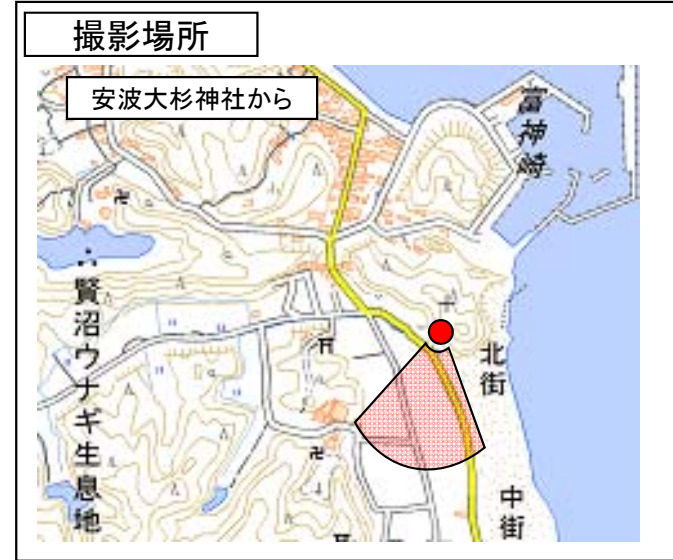 撮影場所
安波大杉神社から
富神崎
賢沼ウナギ生息地
北街
中街